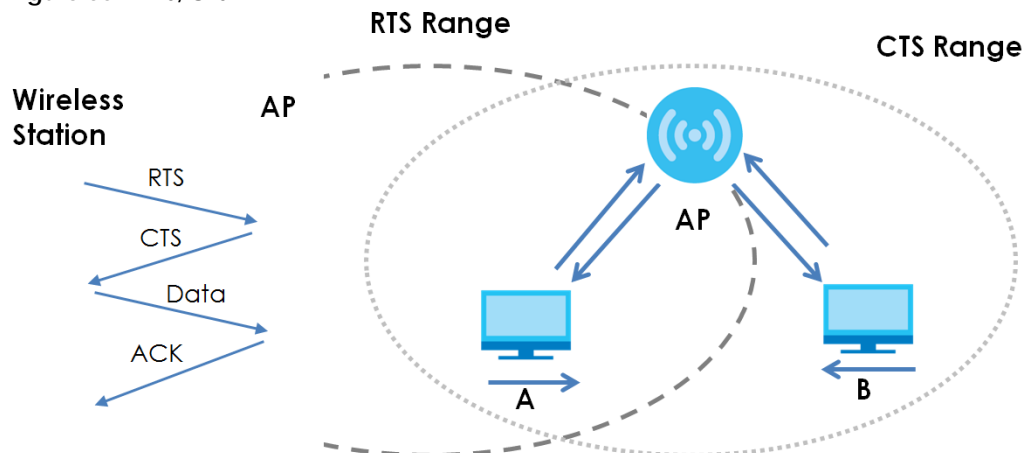 RTS Range
CTS Range
Wireless
Station
AP
RTS
CTS
Data
ACK
AP
A
B